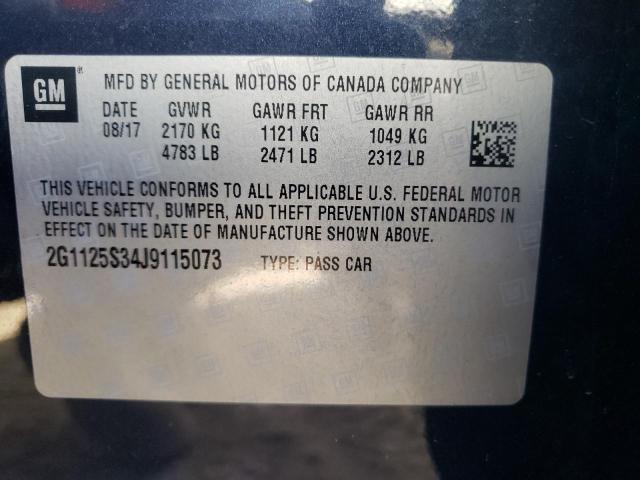 GM® MFD BY GENERAL MOTORS OF CANADA COMPANY
DATE GVWR GAWR FRT GAWR RR
08/17 2170 KG 1121 KG 1049 KG
4783 LB 2471 LB 2312 LB
THIS VEHICLE CONFORMS TO ALL APPLICABLE U.S. FEDERAL MOTOR
VEHICLE SAFETY, BUMPER, AND THEFT PREVENTION STANDARDS IN
EFFECT ON THE DATE OF MANUFACTURE SHOWN ABOVE.
2G1125S34J9115073 TYPE: PASS CAR